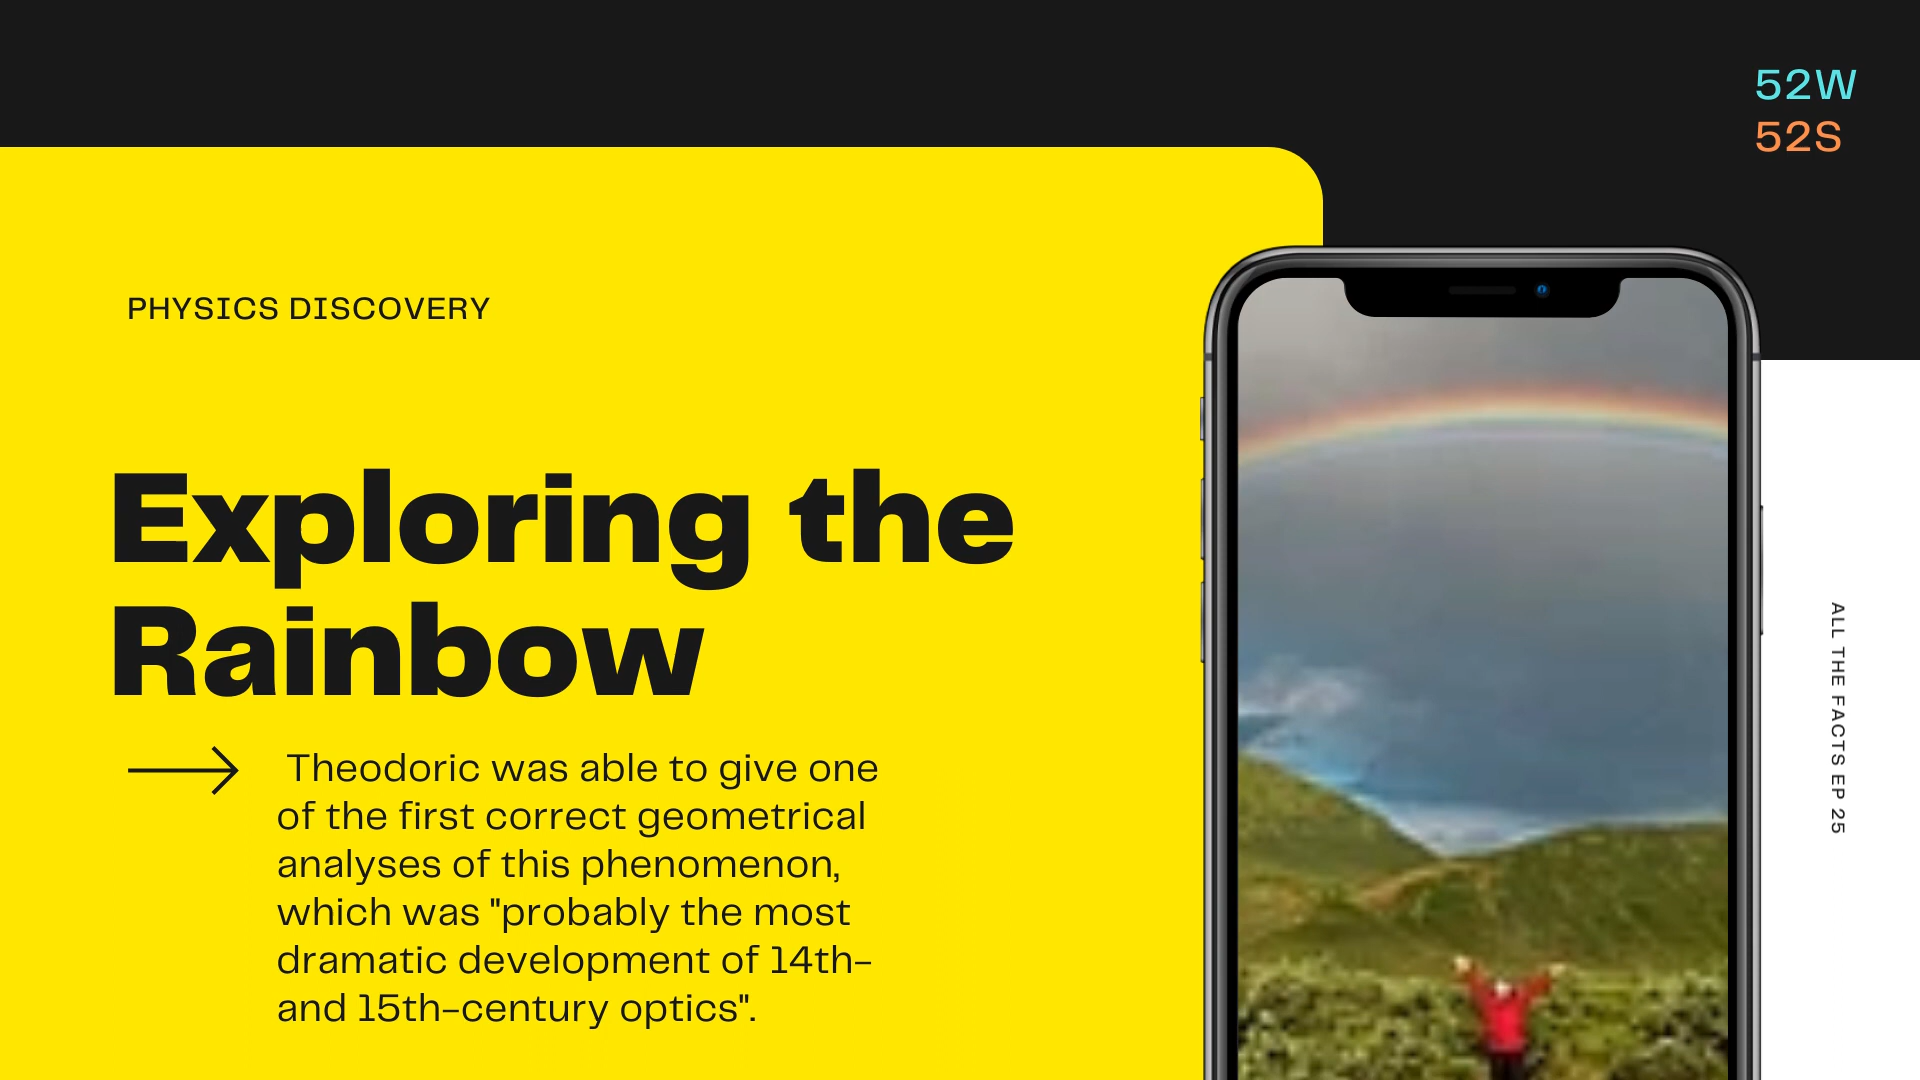 52W
52S
PHYSICS DISCOVERY
Exploring the
Rainbow
Theodoric was able to give one
of the first correct geometrical
analyses of this phenomenon,
which was "probably the most
dramatic development of 14th-
and 15th-century optics".
ALL THE FACTS EP 25